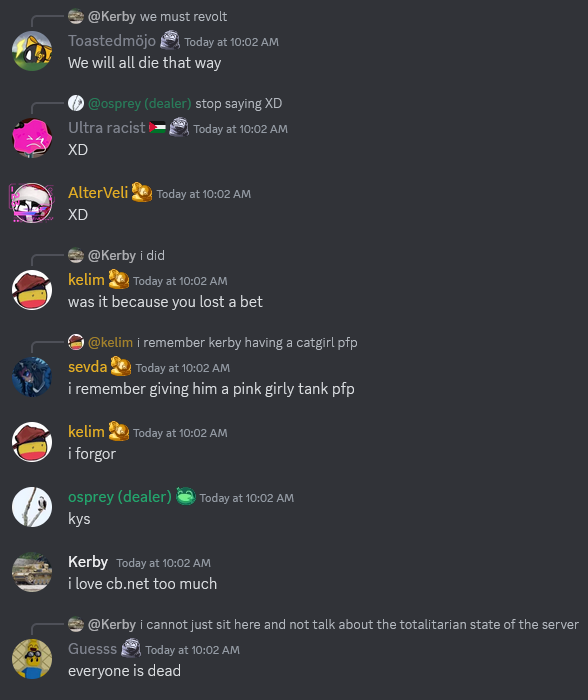 @Kerby we must revolt
Toastedmöjo Today at 10:02 AM
We will all die that way
@osprey (dealer) stop saying XD
Ultra racist Today at 10:02 AM
XD
AlterVeli Today at 10:02 AM
XD
@Kerby i did
kelim Today at 10:02 AM
was it because you lost a bet
@kelim i remember kerby having a catgirl pfp
sevda Today at 10:02 AM
i remember giving him a pink girly tank pfp
kelim Today at 10:02 AM
i forgor
osprey (dealer) Today at 10:02 AM
kys
Kerby Today at 10:02 AM
i love cb.net too much
@Kerby i cannot just sit here and not talk about the totalitarian state of the server
Guesss Today at 10:02 AM
everyone is dead